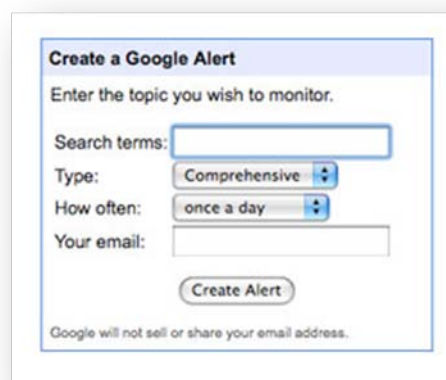 Create a Google Alert
Enter the topic you wish to monitor.
Search terms:
Type: Comprehensive
How often: once a day
Your email:
Create Alert
Google will not sell or share your email address.